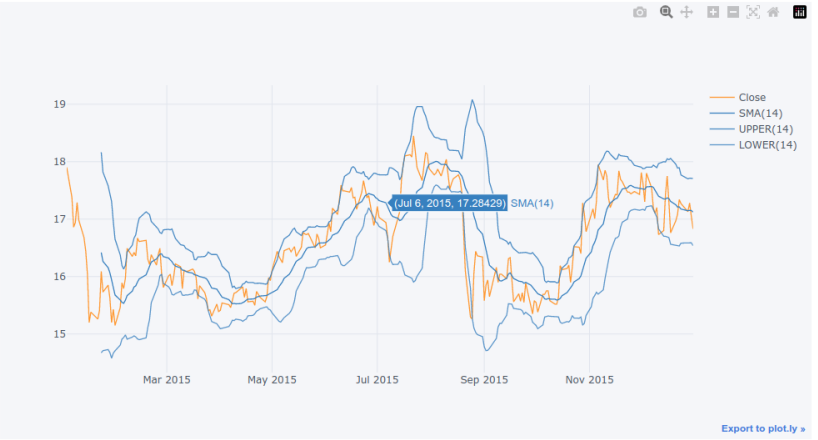 19
18
17
16
15
Mar 2015
May 2015
Jul 2015
Sep 2015
Nov 2015
(Jul 6, 2015, 17.28429) SMA(14)
Close
SMA(14)
UPPER(14)
LOWER(14)
Export to plot.ly »